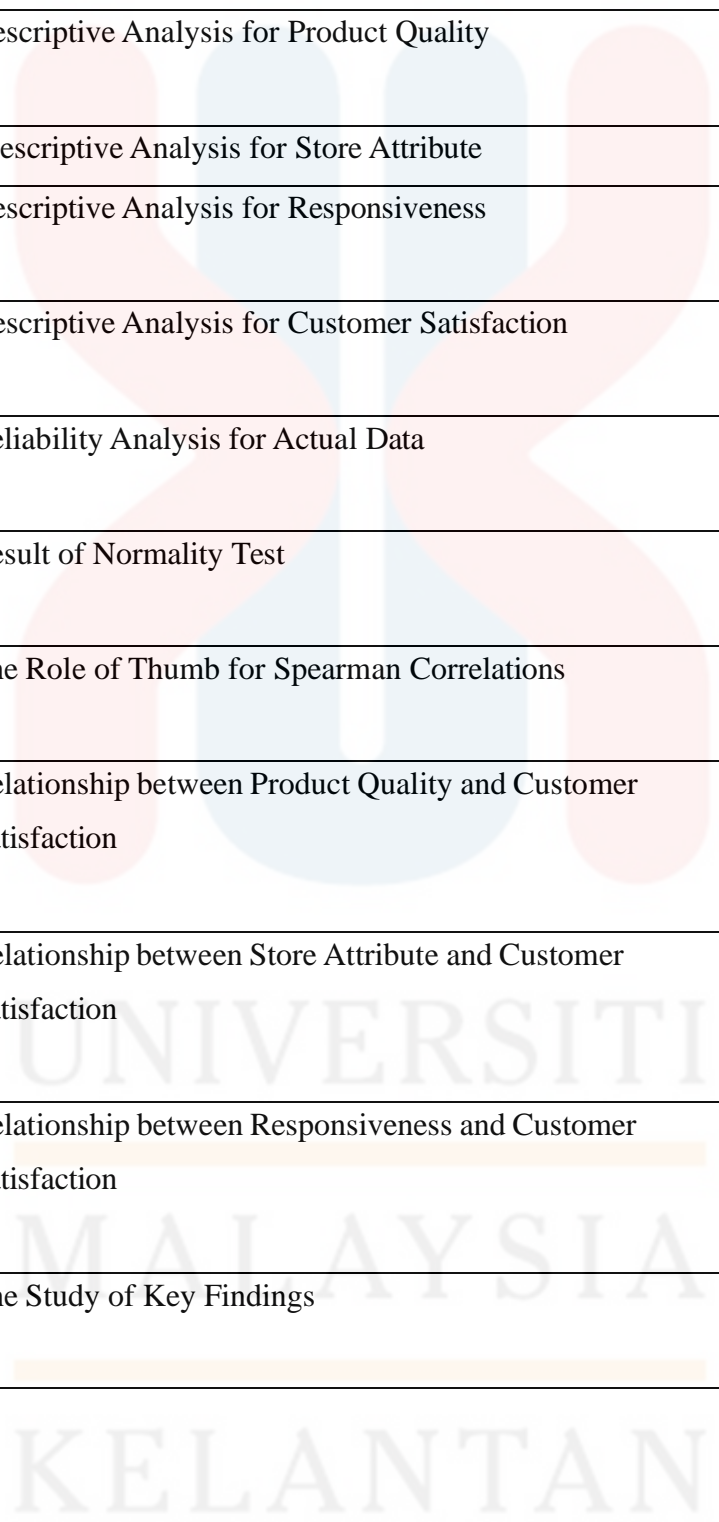 escriptive Analysis for Product Quality
escriptive Analysis for Store Attribute
escriptive Analysis for Responsiveness
escriptive Analysis for Customer Satisfaction
eliability Analysis for Actual Data
esult of Normality Test
he Role of Thumb for Spearman Correlations
elationship between Product Quality and Customer
atisfaction
elationship between Store Attribute and Customer
atisfaction
UNIVERSITI
elationship between Responsiveness and Customer
atisfaction
MALAYSIA
he Study of Key Findings
KELANTAN